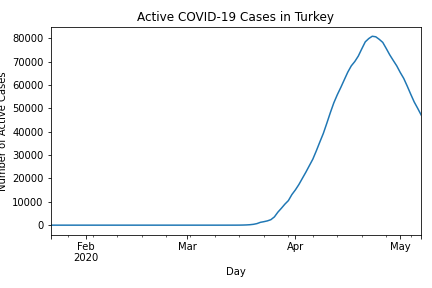 Active COVID-19 Cases in Turkey
Number of Active Cases
80000
70000
60000
50000
40000
30000
20000
10000
0
Feb
2020
Mar
Apr
May
Day